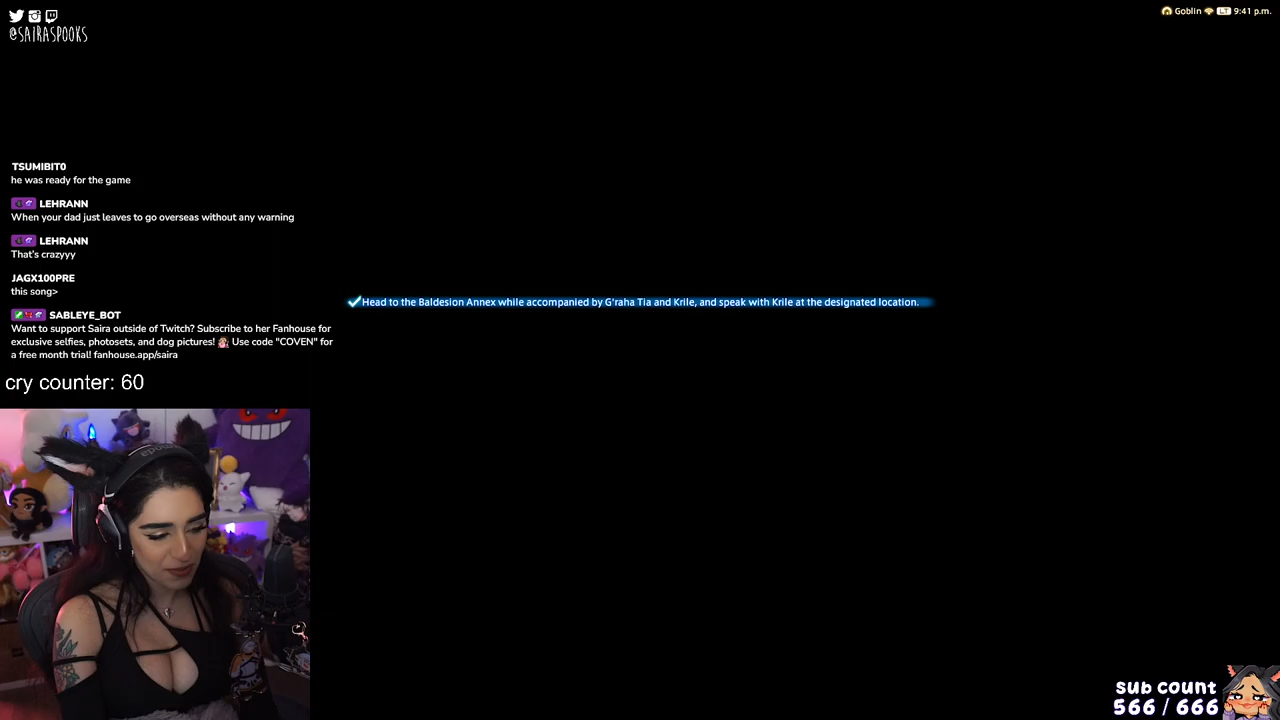 @SAIRASPOOKS
Goblin LT 9:41 p.m.
TSUMIBIT0
he was ready for the game
LEHRANN
When your dad just leaves to go overseas without any warning
LEHRANN
That's crazyyy
JAGX100PRE
this song>
SABLEYE_BOT
Want to support Saira outside of Twitch? Subscribe to her Fanhouse for
exclusive selfies, photosets, and dog pictures! Use code "COVEN" for
a free month trial! fanhouse.app/saira
Head to the Baldesion Annex while accompanied by G'raha Tia and Krile, and speak with Krile at the designated location.
cry counter: 60
sub count
566 / 666